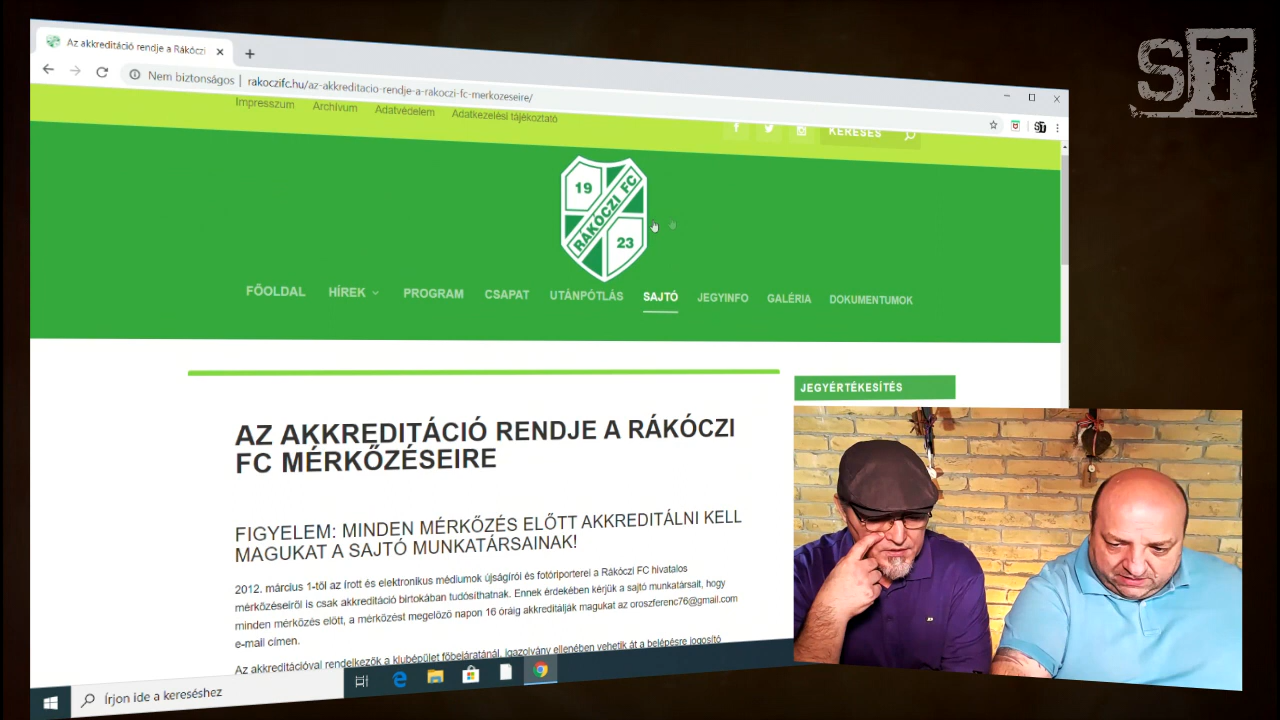 ST
Az akkreditáció rendje a Rákóczi
Nem biztonságos | rakoczifc.hu/az-akkreditacio-rendje-a-rakoczi-fc-merkozeseire/
Impresszum Archívum Adatvédelem Adatkezelési tájékoztató
KERESÉS
19
RÁKÓCZI FC
23
FŐOLDAL HÍREK PROGRAM CSAPAT UTÁNPÓTLÁS SAJTÓ JEGYINFO GALÉRIA DOKUMENTUMOK
JEGYÉRTÉKESÍTÉS
AZ AKKREDITÁCIÓ RENDJE A RÁKÓCZI
FC MÉRKŐZÉSEIRE
FIGYELEM: MINDEN MÉRKŐZÉS ELŐTT AKKREDITÁLNI KELL
MAGUKAT A SAJTÓ MUNKATÁRSAINAK!
2012. március 1-től az írott és elektronikus médiumok újságírói és fotóriporterei a Rákóczi FC hivatalos
mérkőzéseiről is csak akkreditáció birtokában tudósíthatnak. Ennek érdekében kérjük a sajtó munkatársait, hogy
minden mérkőzés előtt, a mérkőzést megelőző napon 16 óráig akkreditálják magukat az oroszferenc76@gmail.com
e-mail címen.
Az akkreditációval rendelkezők a klubépület főbejáratánál, igazolvány ellenében vehetik át a belépésre jogosító
Írjon ide a kereséshez